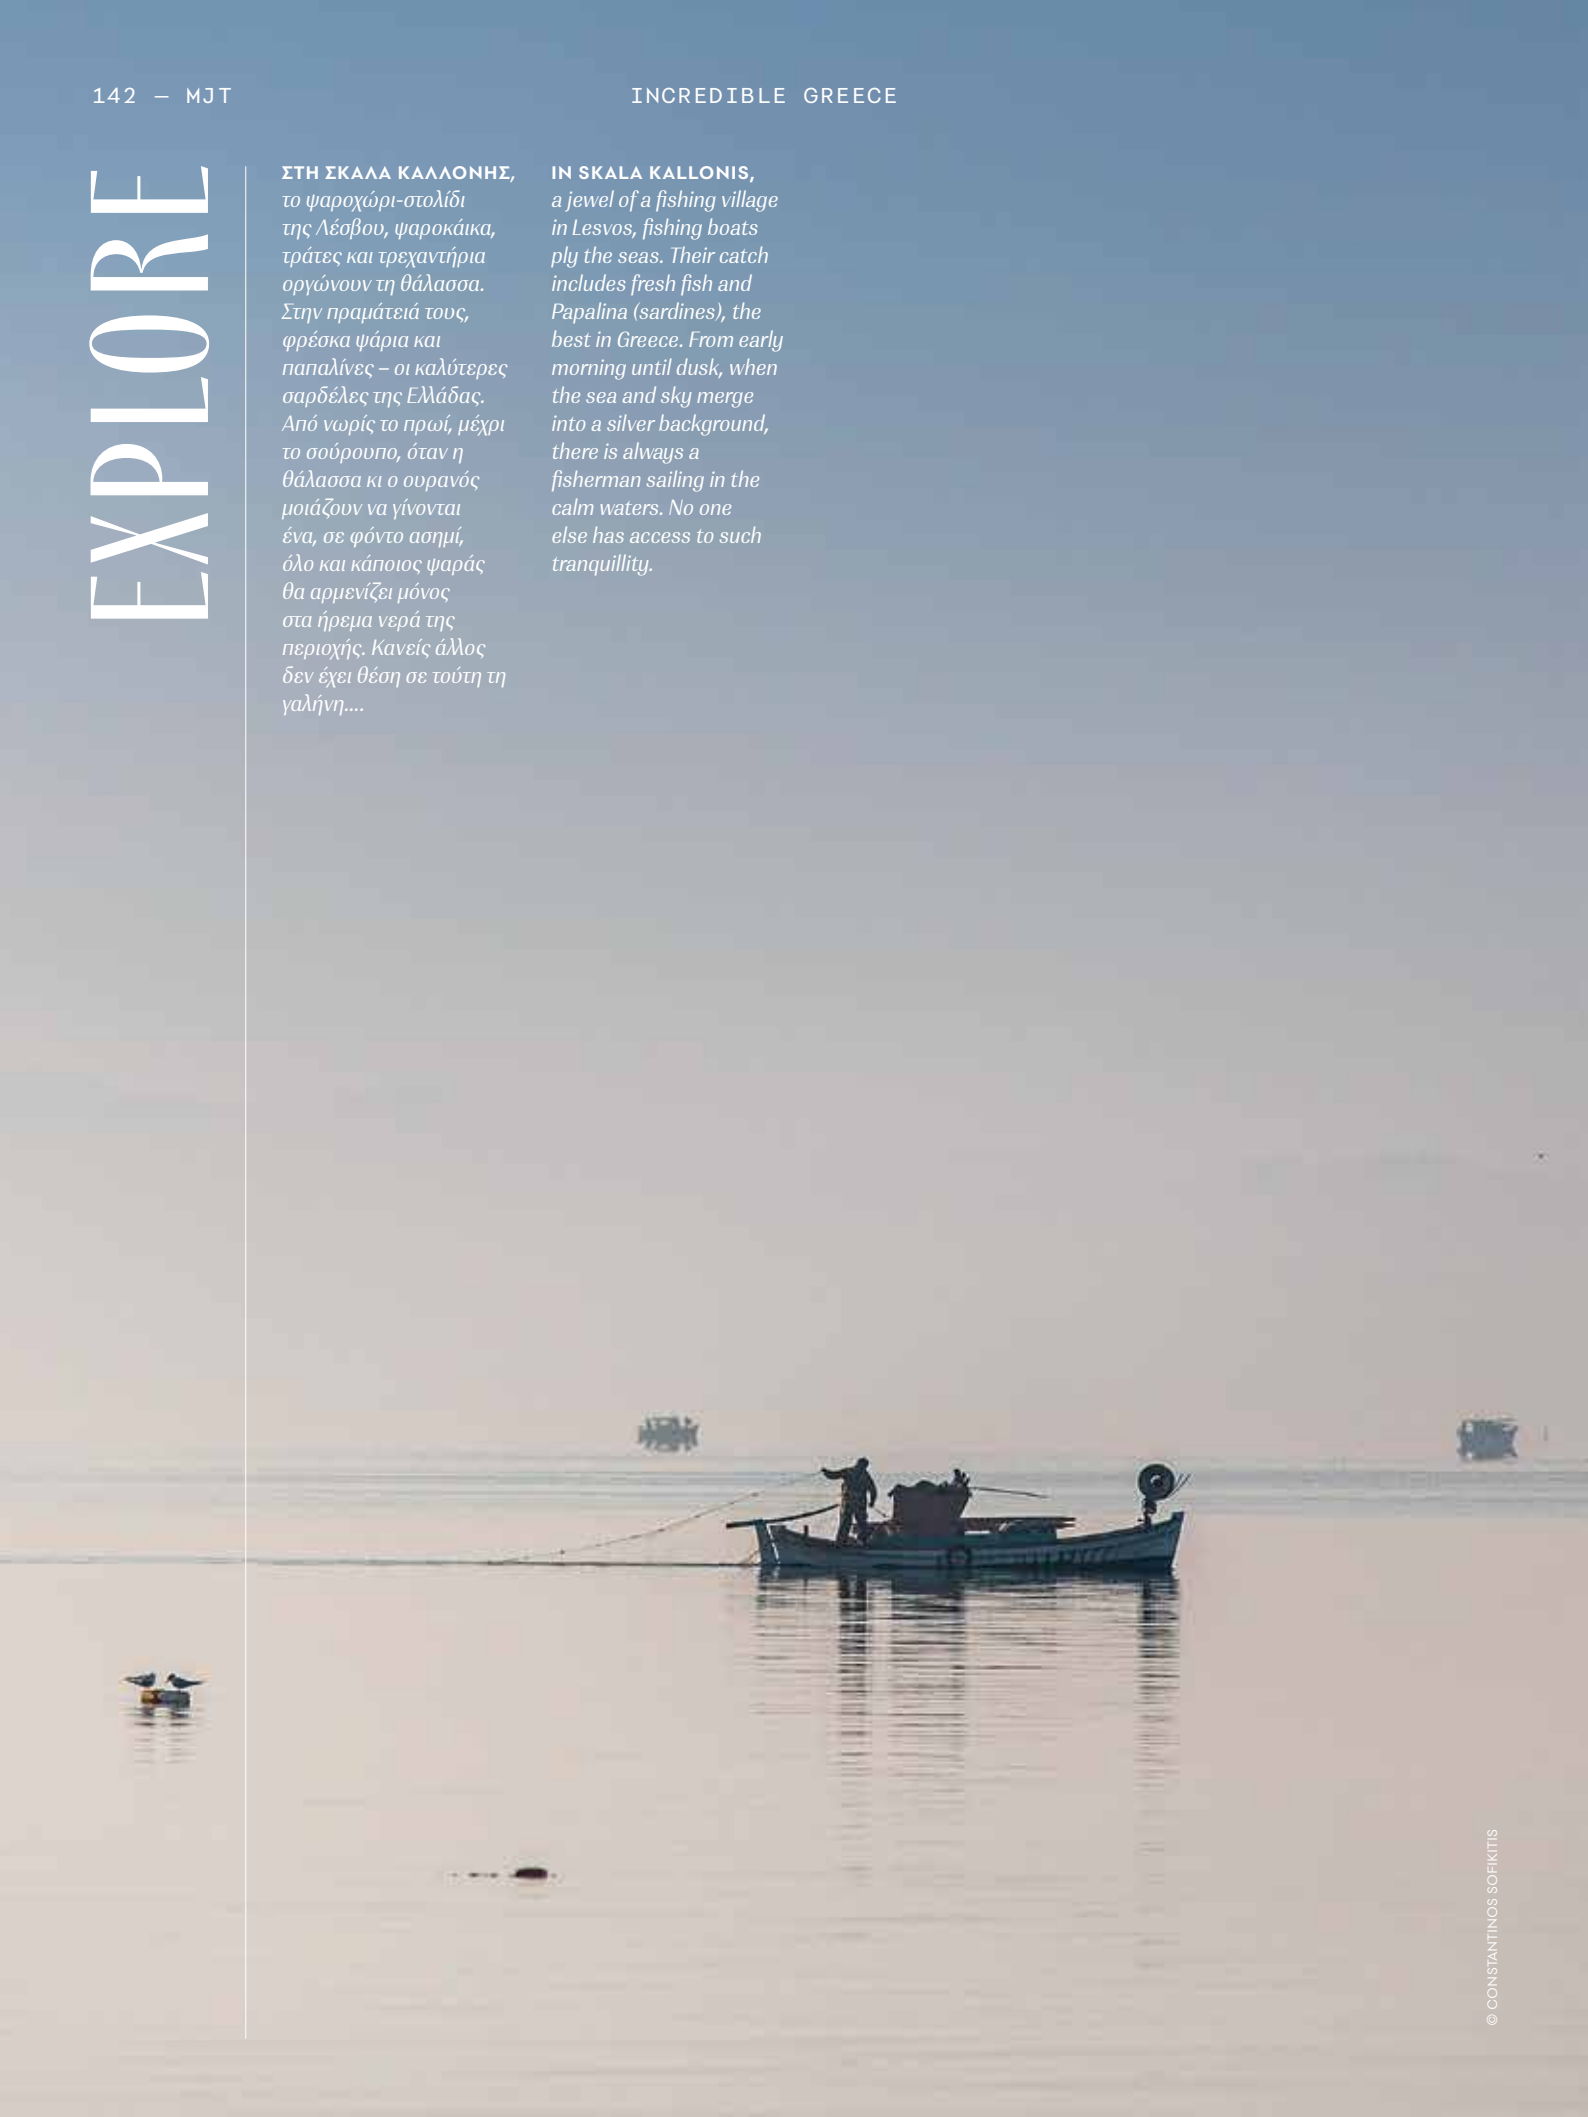 142 — MJT
INCREDIBLE GREECE
EXPLORE
ΣΤΗ ΣΚΑΛΑ ΚΑΛΛΟΝΗΣ,
το ψαροχώρι-στολίδι
της Λέσβου, ψαροκάικα,
τράτες και τρεχαντήρια
οργώνουν τη θάλασσα.
Στην πραμάτειά τους,
φρέσκα ψάρια και
παπαλίνες – οι καλύτερες
σαρδέλες της Ελλάδας.
Από νωρίς το πρωί, μέχρι
το σούρουπο, όταν η
θάλασσα κι ο ουρανός
μοιάζουν να γίνονται
ένα, σε φόντο ασημί,
όλο και κάποιος ψαράς
θα αρμενίζει μόνος
στα ήρεμα νερά της
περιοχής. Κανείς άλλος
δεν έχει θέση σε τούτη τη
γαλήνη....
IN SKALA KALLONIS,
a jewel of a fishing village
in Lesvos, fishing boats
ply the seas. Their catch
includes fresh fish and
Papalina (sardines), the
best in Greece. From early
morning until dusk, when
the sea and sky merge
into a silver background,
there is always a
fisherman sailing in the
calm waters. No one
else has access to such
tranquillity.
© CONSTANTINOS SOFIKITIS